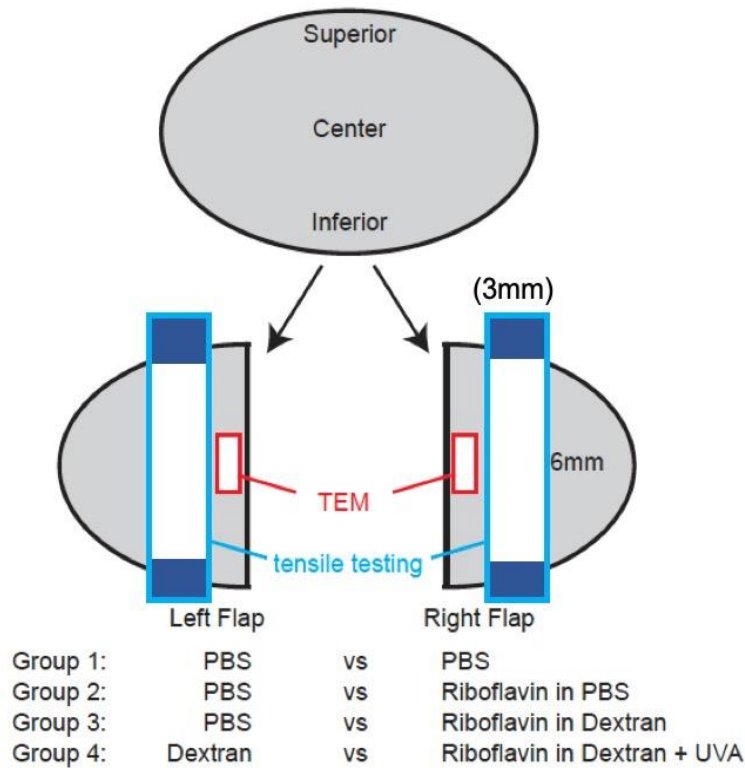 Superior
Center
Inferior
(3mm)
6mm
TEM
tensile testing
Left Flap Right Flap
Group 1: PBS vs PBS
Group 2: PBS vs Riboflavin in PBS
Group 3: PBS vs Riboflavin in Dextran
Group 4: Dextran vs Riboflavin in Dextran + UVA